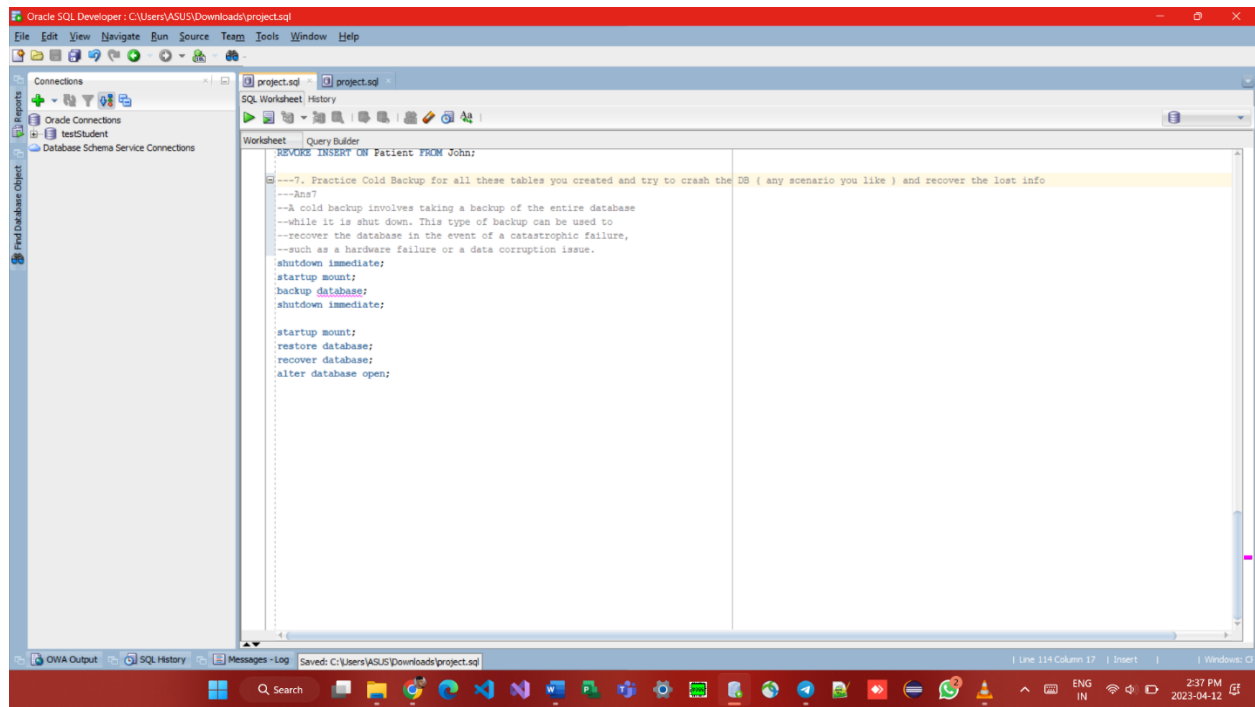 Oracle SQL Developer : C:\Users\ASUS\Downloads\project.sql
File Edit View Navigate Run Source Team Tools Window Help
Connections
project.sql
project.sql
SQL Worksheet History
Oracle Connections
testStudent
Database Schema Service Connections
Reports
Find Database Object
Worksheet Query Builder
REVOKE INSERT ON Patient FROM John;
---7. Practice Cold Backup for all these tables you created and try to crash the DB ( any scenario you like ) and recover the lost info
---Ans7
--A cold backup involves taking a backup of the entire database
--while it is shut down. This type of backup can be used to
--recover the database in the event of a catastrophic failure,
--such as a hardware failure or a data corruption issue.
shutdown immediate;
startup mount;
backup database;
shutdown immediate;
startup mount;
restore database;
recover database;
alter database open;
OWA Output SQL History Messages - Log Saved: C:\Users\ASUS\Downloads\project.sql
Line 114 Column 17 | Insert | | Windows: C
Search
ENG
IN
2:37 PM
2023-04-12